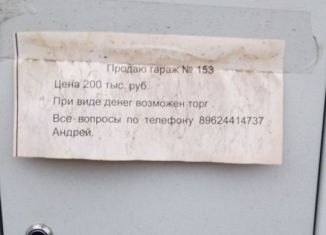 Продаю гараж № 153
Цена 200 тыс. руб
При виде денег возможен торг
Все вопросы по телефону 89624414737
Андрей.